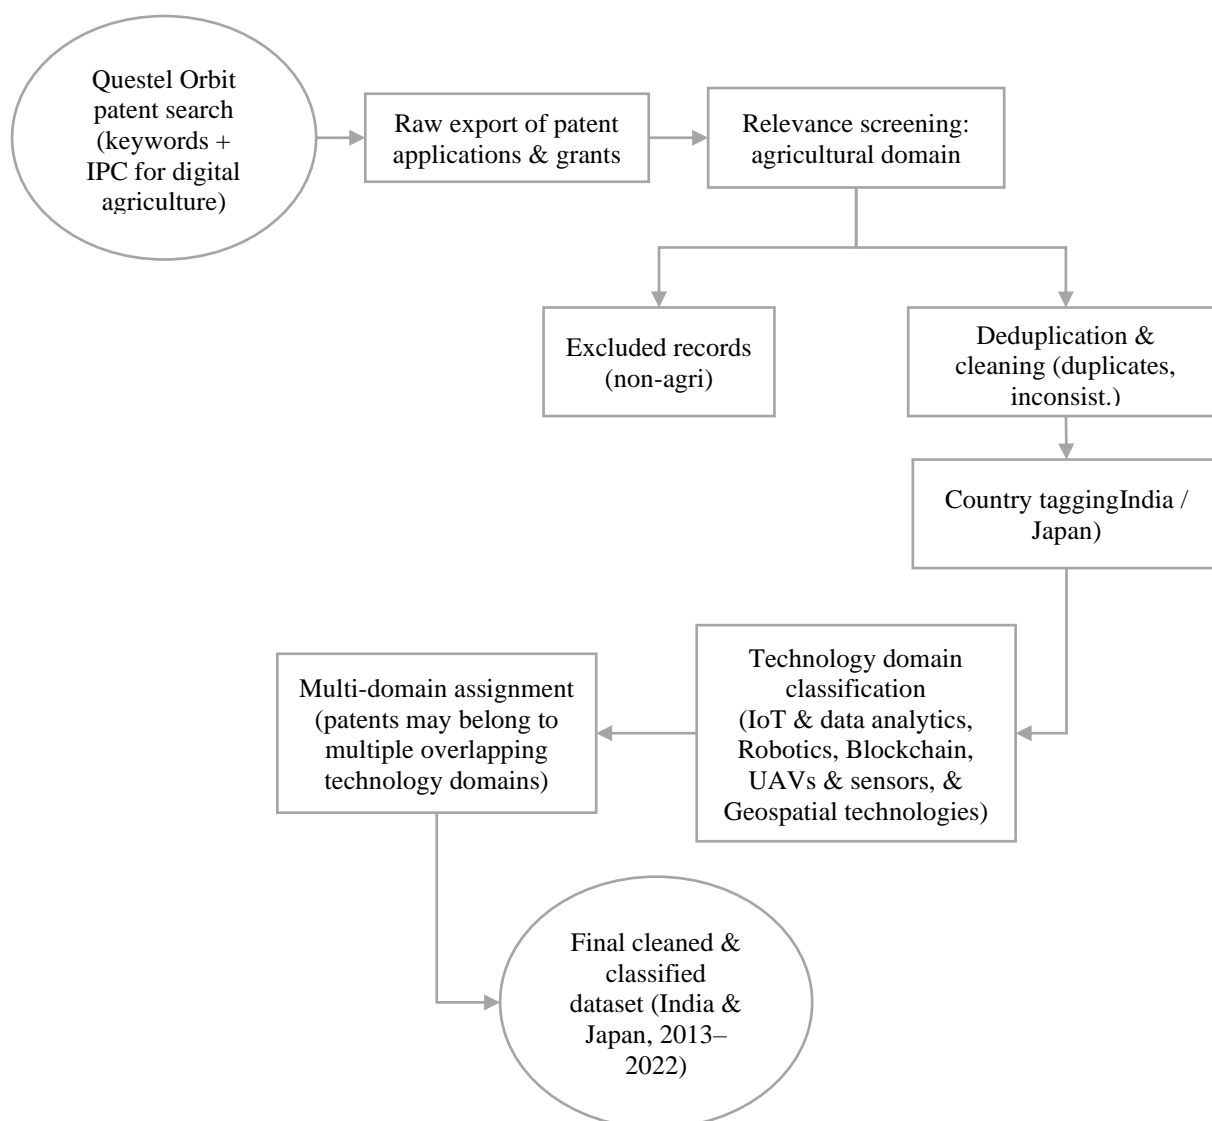 Questel Orbit
patent search
(keywords +
IPC for digital
agriculture)
Raw export of patent
applications & grants
Relevance screening:
agricultural domain
Excluded records
(non-agri)
Deduplication &
cleaning (duplicates,
inconsist.)
Country taggingIndia /
Japan)
Technology domain
classification
(IoT & data analytics,
Robotics, Blockchain,
UAVs & sensors, &
Geospatial technologies)
Multi-domain assignment
(patents may belong to
multiple overlapping
technology domains)
Final cleaned &
classified
dataset (India &
Japan, 2013–
2022)